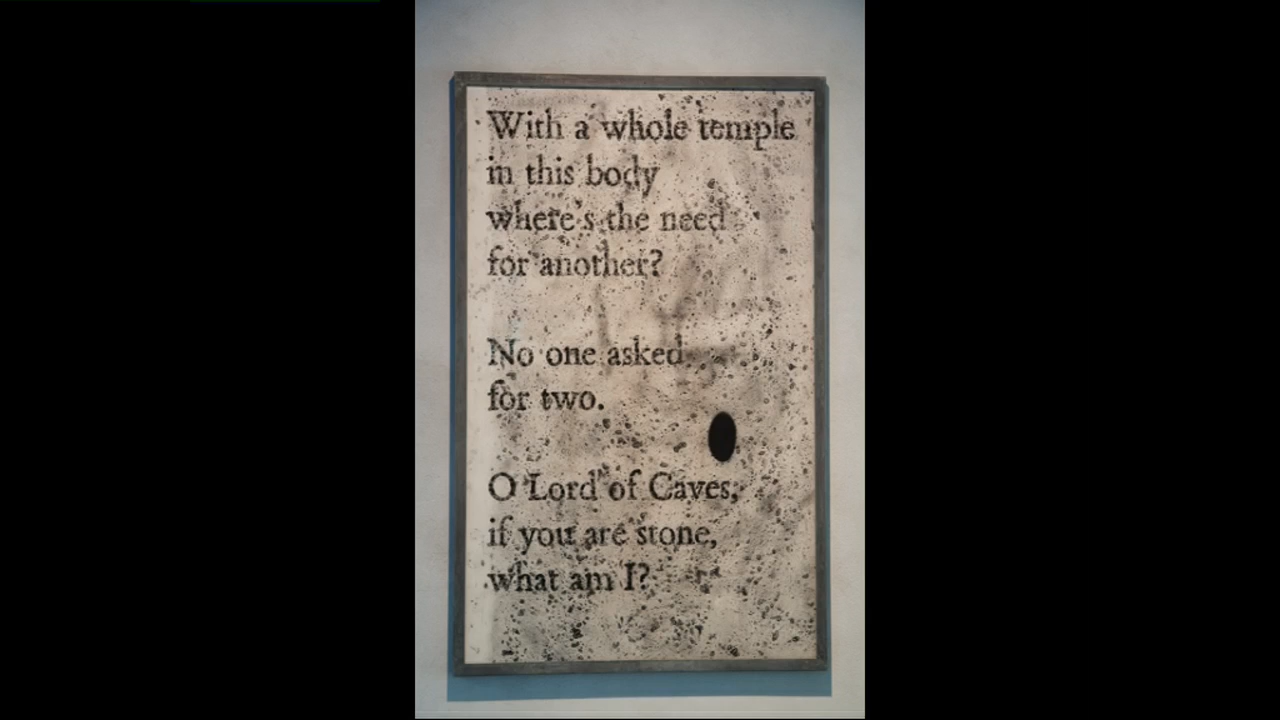 With a whole temple
in this body
where's the need
for another?
No one asked
for two.
O Lord of Caves,
if you are stone,
what am I?